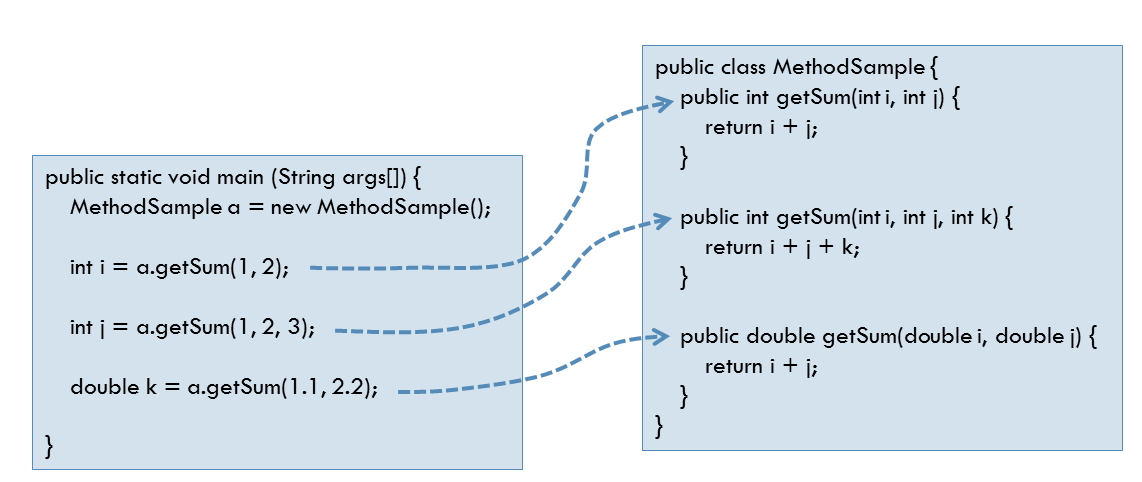 public static void main (String args[]) {
MethodSample a = new MethodSample();
int i = a.getSum(1, 2);
int j = a.getSum(1, 2, 3);
double k = a.getSum(1.1, 2.2);
}
public class MethodSample {
public int getSum(int i, int j) {
return i + j;
}
public int getSum(int i, int j, int k) {
return i + j + k;
}
public double getSum(double i, double j) {
return i + j;
}
}